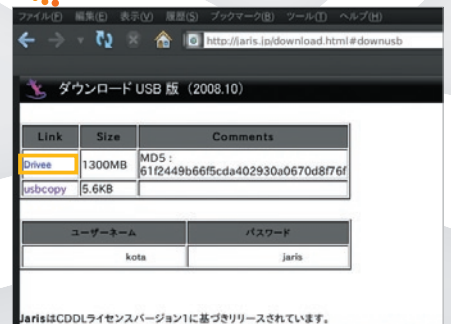 ファイル(F) 編集(E) 表示(V) 履歴(S) ブックマーク(B) ツール(T) ヘルプ(H)
http://jaris.jp/download.html#downusb
ダウンロード USB 版 (2008.10)
Link Size Comments
Drivee 1300MB MD5 :
61f2449b66f5cda402930a0670d8f76f
usbcopy 5.6KB
ユーザーネーム パスワード
kota jaris
JarisはCDDLライセンスバージョン1に基づきリリースされています。